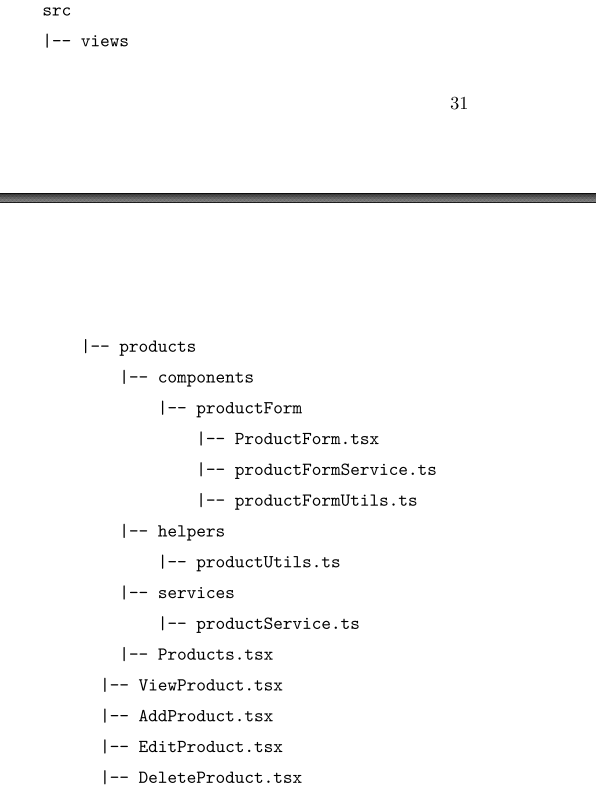 src
|-- views
31
|-- products
|-- components
|-- productForm
|-- ProductForm.tsx
|-- productFormService.ts
|-- productFormUtils.ts
|-- helpers
|-- productUtils.ts
|-- services
|-- productService.ts
|-- Products.tsx
|-- ViewProduct.tsx
|-- AddProduct.tsx
|-- EditProduct.tsx
|-- DeleteProduct.tsx